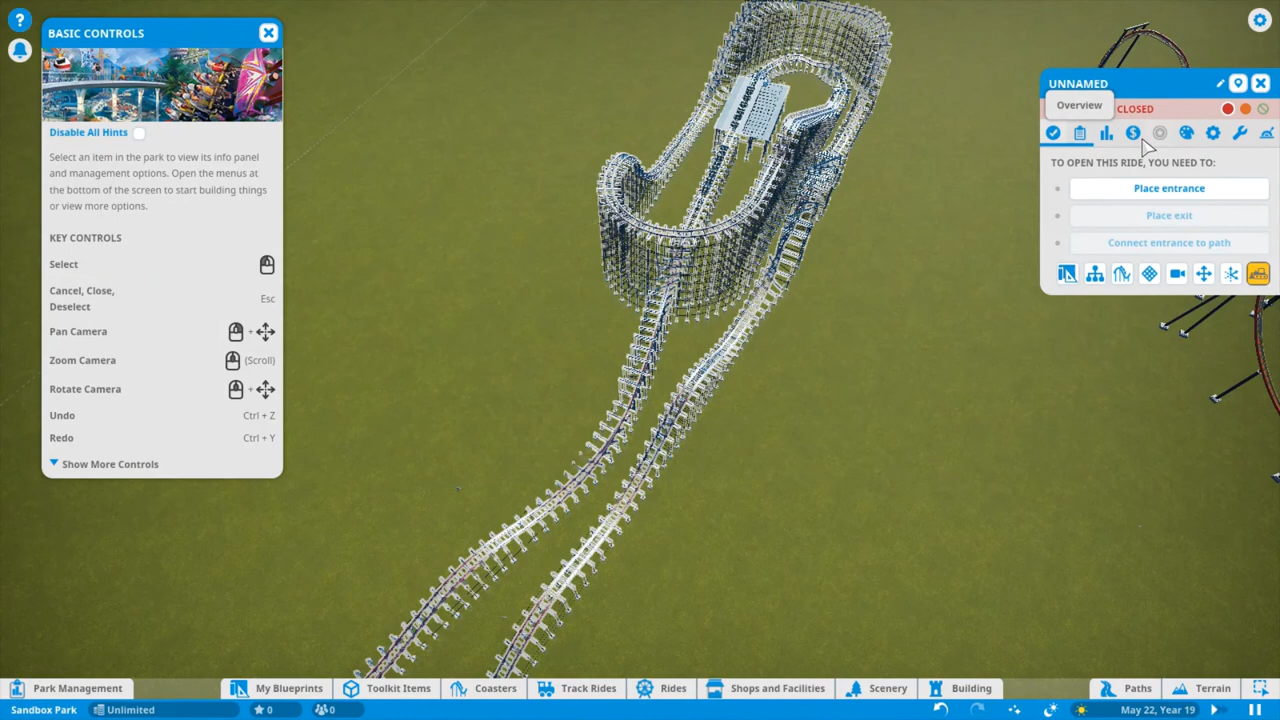 ?
BASIC CONTROLS
Disable All Hints
Select an item in the park to view its info panel
and management options. Open the menus
at the bottom of the screen to start building things
or view more options.
KEY CONTROLS
Select
Cancel, Close,
Deselect
Esc
Pan Camera
+
Zoom Camera
(Scroll)
Rotate Camera
+
Undo
Ctrl + Z
Redo
Ctrl + Y
Show More Controls
UNNAMED
Overview
CLOSED
TO OPEN THIS RIDE, YOU NEED TO:
Place entrance
Place exit
Connect entrance to path
Park Management
My Blueprints
Toolkit Items
Coasters
Track Rides
Rides
Shops and Facilities
Scenery
Building
Paths
Terrain
Sandbox Park
Unlimited
0
0
May 22, Year 19